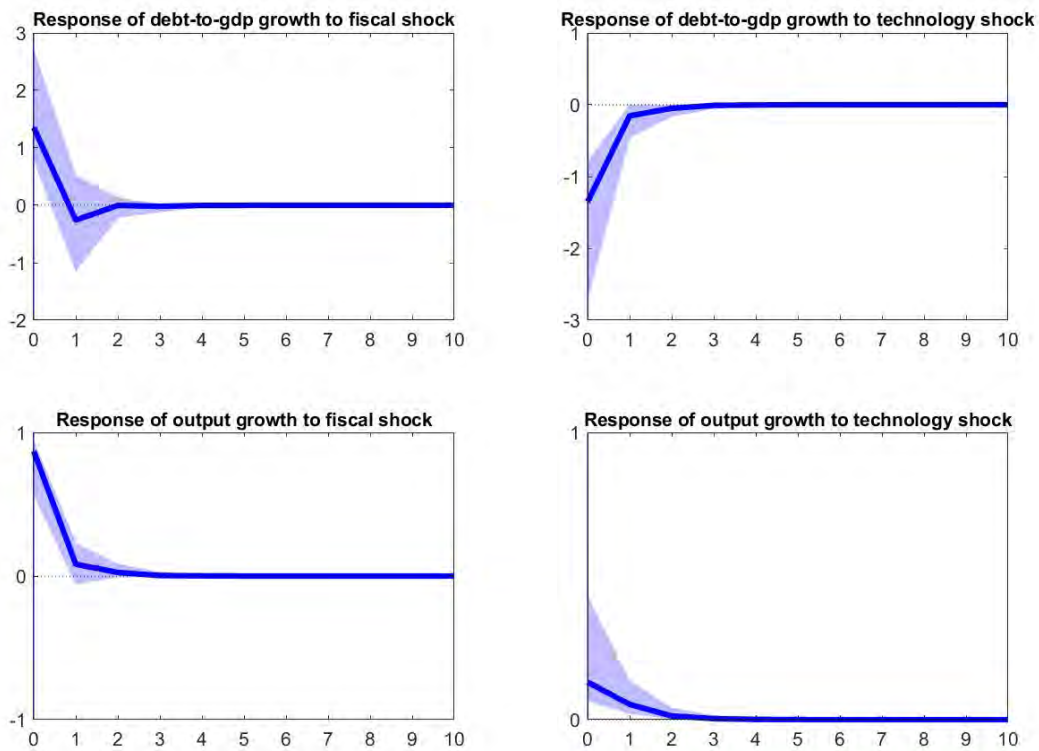 Response of debt-to-gdp growth to fiscal shock
3
2
1
0
-1
-2
0 1 2 3 4 5 6 7 8 9 10
Response of debt-to-gdp growth to technology shock
1
0
-1
-2
-3
0 1 2 3 4 5 6 7 8 9 10
Response of output growth to fiscal shock
1
0
-1
0 1 2 3 4 5 6 7 8 9 10
Response of output growth to technology shock
1
0
0 1 2 3 4 5 6 7 8 9 10